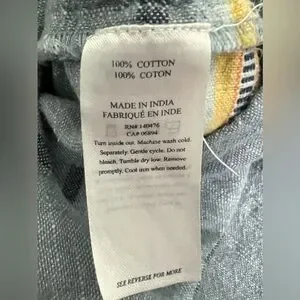 100% COTTON
100% COTON
MADE IN INDIA
FABRIQUÉ EN INDE
RN# 140476
CA# 06894
Turn inside out. Machine wash cold.
Separately. Gentle cycle. Do not
bleach. Tumble dry low. Remove
promptly. Cool iron when needed.
SEE REVERSE FOR MORE